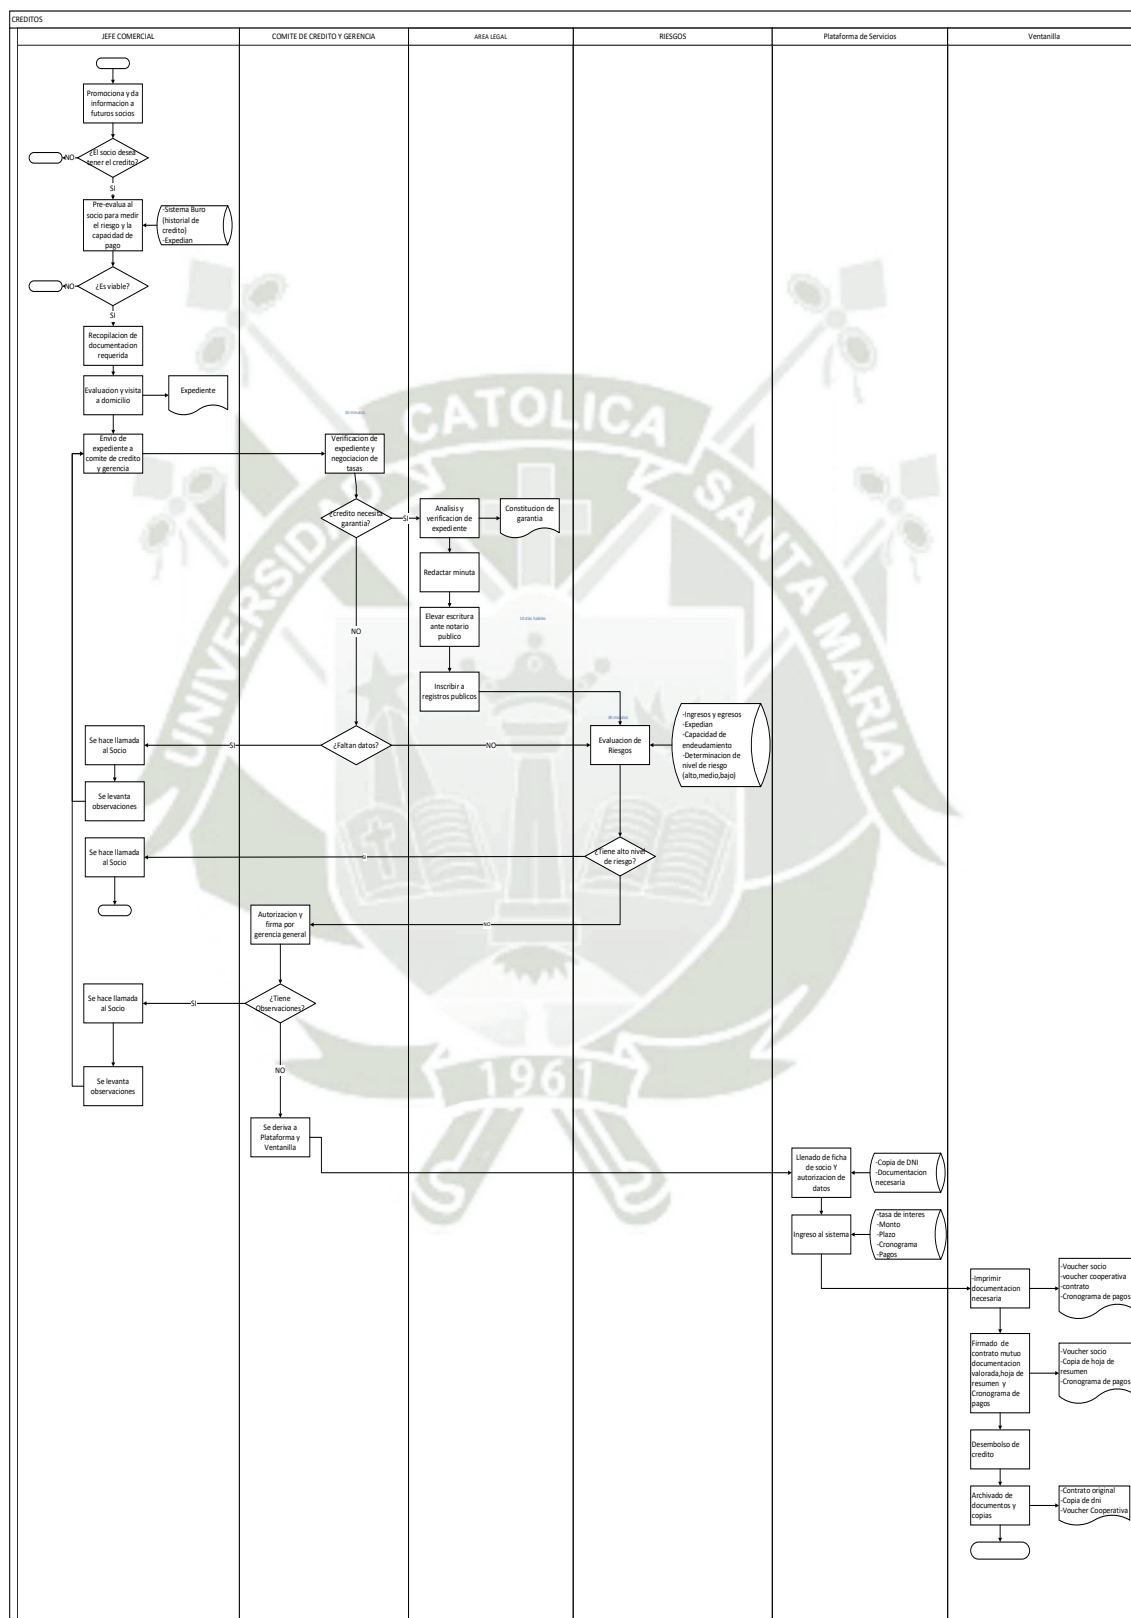 CREDITOS
JEFE COMERCIAL
COMITE DE CREDITO Y GERENCIA
AREA LEGAL
RIESGOS
Plataforma de Servicios
Ventanilla
Promociona y da
informacion a
futuros socios
¿El socio desea
tener el credito?
NO
SI
Pre-evalua al
socio para medir
el riesgo y la
capacidad de
pago
-Sistema Buro
(historial de
credito)
-Expedian
¿Es viable?
NO
SI
Recopilacion de
documentacion
requerida
Evaluacion y visita
a domicilio
Expediente
Envio de
expediente a
comite de credito
y gerencia
Verificacion de
expediente y
negociacion de
tasas
¿credito necesita
garantia?
SI
NO
Analisis y
verificacion de
expediente
Constitucion de
garantia
Redactar minuta
Elevar escritura
ante notario
publico
Inscribir a
registros publicos
Se hace llamada
al Socio
SI
¿Faltan datos?
NO
Evaluacion de
Riesgos
-Ingresos y egresos
-Expedian
-Capacidad de
endeudamiento
-Determinacion de
nivel de riesgo
(alto,medio,bajo)
Se levanta
observaciones
Se hace llamada
al Socio
SI
¿Tiene alto nivel
de riesgo?
NO
Autorizacion y
firma por
gerencia general
Se hace llamada
al Socio
SI
¿Tiene
Observaciones?
NO
Se levanta
observaciones
Se deriva a
Plataforma y
Ventanilla
Llenado de ficha
de socio Y
autorizacion de
datos
-Copia de DNI
-Documentacion
necesaria
Ingreso al sistema
-tasa de interes
-Monto
-Plazo
-Cronograma
-Pagos
-Imprimir
documentacion
necesaria
-Voucher socio
-voucher cooperativa
-contrato
-Cronograma de pagos
Firmado de
contrato mutuo
documentacion
valorada,hoja de
resumen y
Cronograma de
pagos
-Voucher socio
-Copia de hoja de
resumen
-Cronograma de pagos
Desembolso de
credito
Archivado de
documentos y
copias
-Contrato original
-Copia de dni
-Voucher Cooperativa
UNIVERSIDAD CATOLICA SANTA MARIA
1961